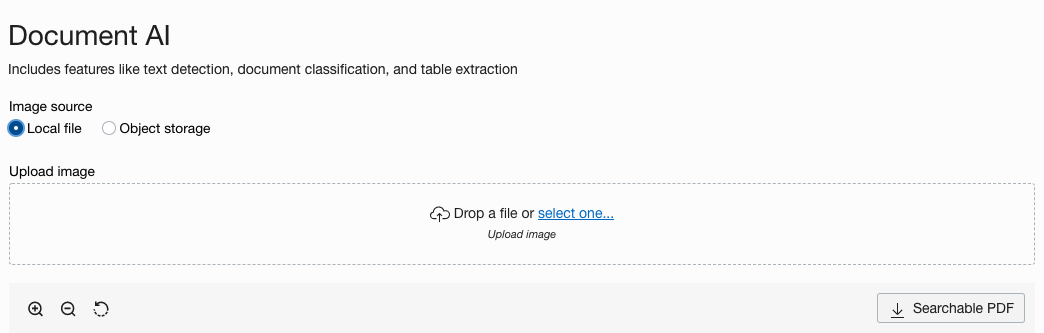 Document AI
Includes features like text detection, document classification, and table extraction
Image source
Local file Object storage
Upload image
Drop a file or select one...
Upload image
Searchable PDF